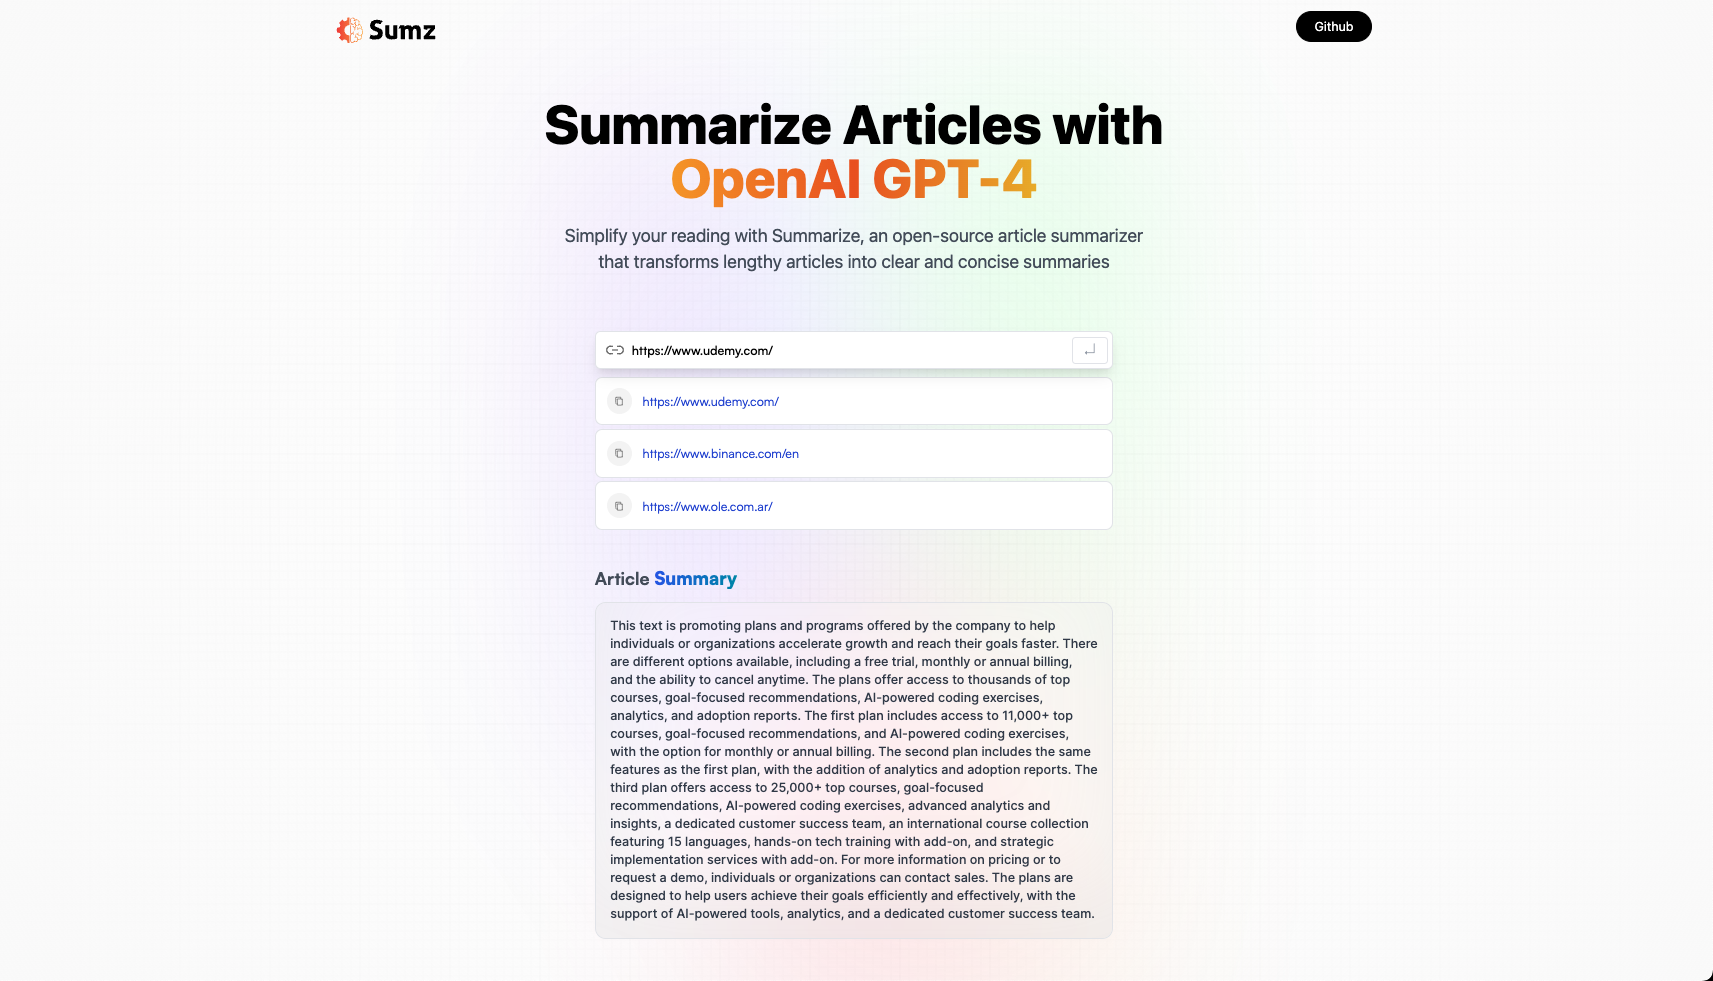 Sumz
Github
Summarize Articles with
OpenAI GPT-4
Simplify your reading with Summarize, an open-source article summarizer
that transforms lengthy articles into clear and concise summaries
https://www.udemy.com/
https://www.udemy.com/
https://www.binance.com/en
https://www.ole.com.ar/
Article Summary
This text is promoting plans and programs offered by the company to help
individuals or organizations accelerate growth and reach their goals faster. There
are different options available, including a free trial, monthly or annual billing,
and the ability to cancel anytime. The plans offer access to thousands of top
courses, goal-focused recommendations, AI-powered coding exercises,
analytics, and adoption reports. The first plan includes access to 11,000+ top
courses, goal-focused recommendations, and AI-powered coding exercises,
with the option for monthly or annual billing. The second plan includes the same
features as the first plan, with the addition of analytics and adoption reports. The
third plan offers access to 25,000+ top courses, goal-focused
recommendations, AI-powered coding exercises, advanced analytics and
insights, a dedicated customer success team, an international course collection
featuring 15 languages, hands-on tech training with add-on, and strategic
implementation services with add-on. For more information on pricing or to
request a demo, individuals or organizations can contact sales. The plans are
designed to help users achieve their goals efficiently and effectively, with the
support of AI-powered tools, analytics, and a dedicated customer success team.